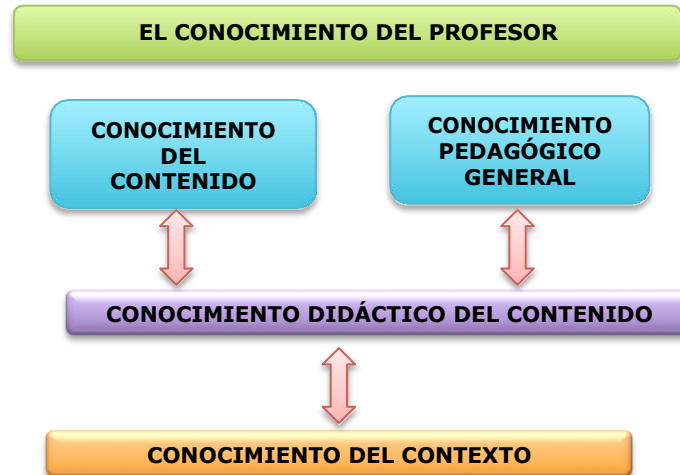 EL CONOCIMIENTO DEL PROFESOR
CONOCIMIENTO
DEL
CONTENIDO
CONOCIMIENTO
PEDAGÓGICO
GENERAL
CONOCIMIENTO DIDÁCTICO DEL CONTENIDO
CONOCIMIENTO DEL CONTEXTO